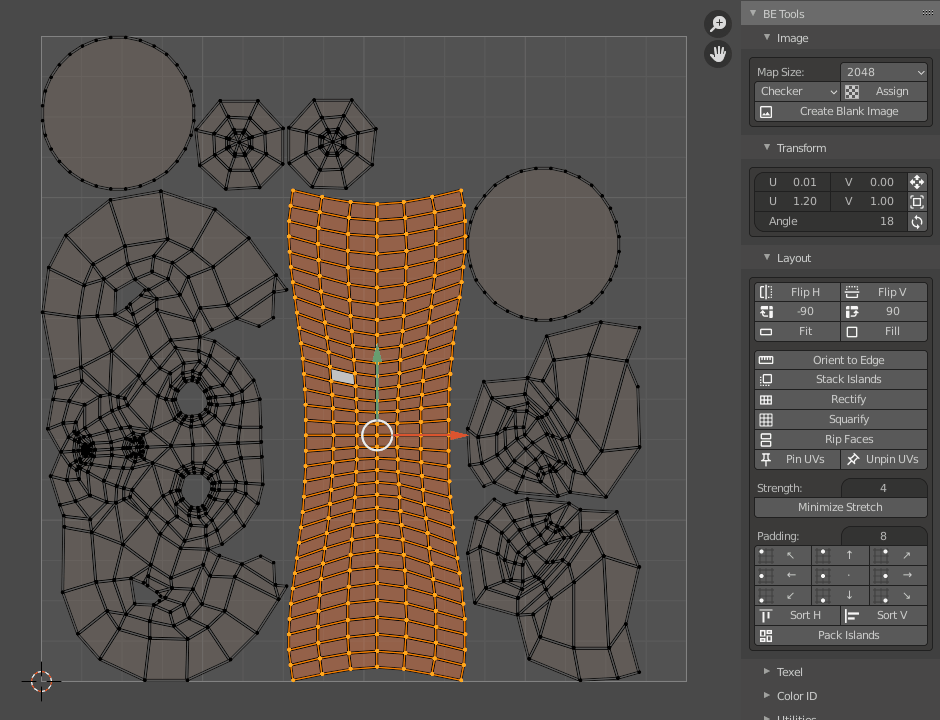 BE Tools
Image
Map Size: 2048
Checker Assign
Create Blank Image
Transform
U 0.01 V 0.00
U 1.20 V 1.00
Angle 18
Layout
Flip H Flip V
-90 90
Fit Fill
Orient to Edge
Stack Islands
Rectify
Squarify
Rip Faces
Pin UVs Unpin UVs
Strength: 4
Minimize Stretch
Padding: 8
↖ ↑ ↗
← · →
↙ ↓ ↘
Sort H Sort V
Pack Islands
Texel
Color ID
Utilities